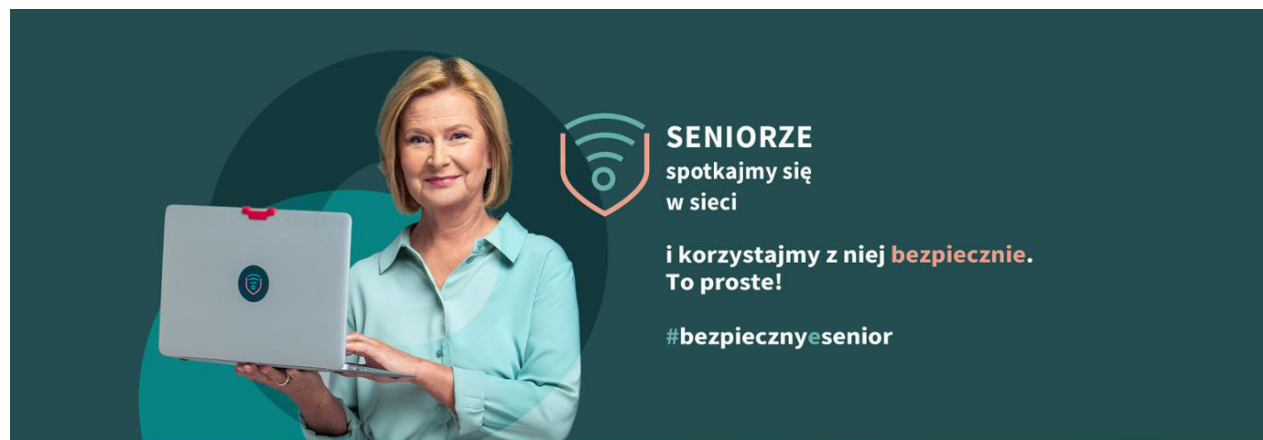 SENIORZE
spotkajmy się
w sieci
i korzystajmy z niej bezpiecznie.
To proste!
#bezpiecznyesenior